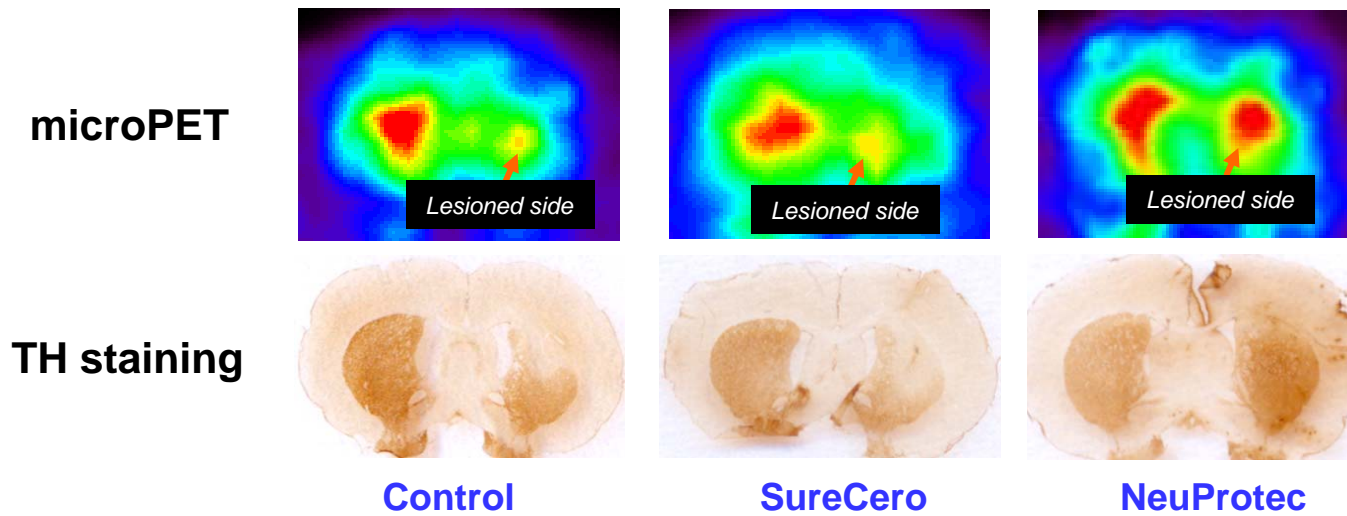 microPET
Lesioned side
Lesioned side
Lesioned side
TH staining
Control
SureCero
NeuProtec